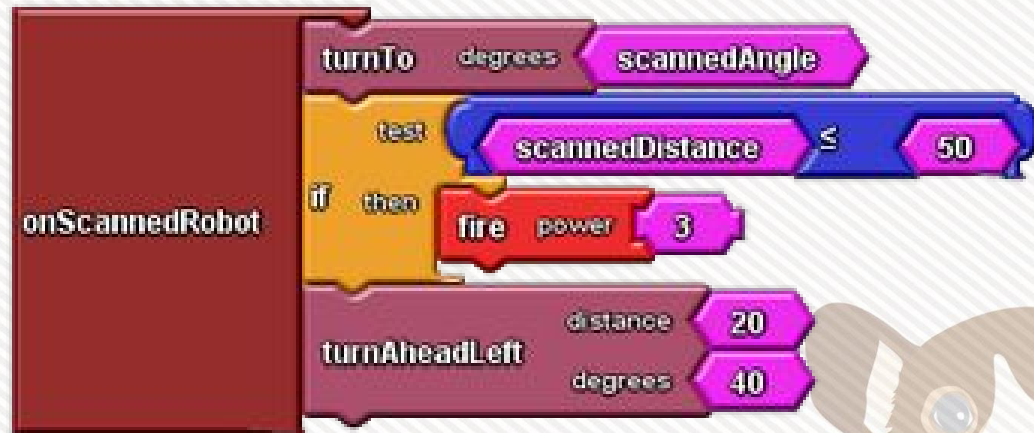 turnTo degrees scannedAngle
test scannedDistance ≤ 50
onScannedRobot if then fire power 3
turnAheadLeft distance 20
degrees 40